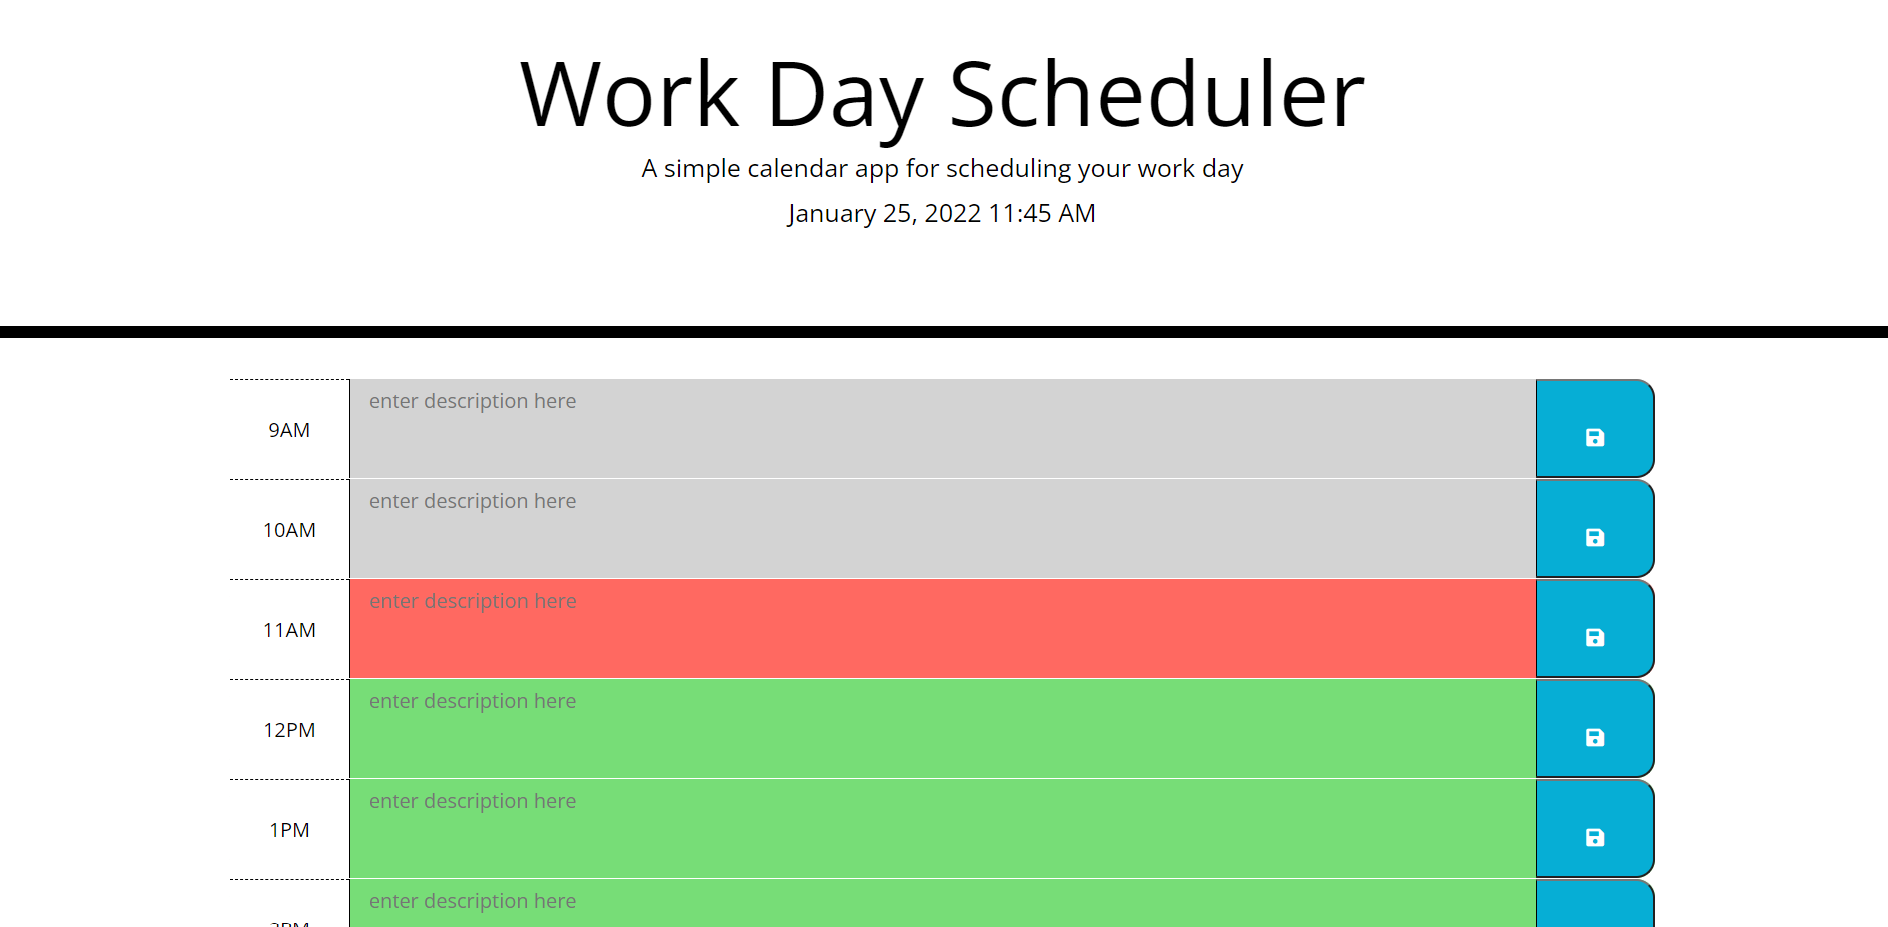 Work Day Scheduler
A simple calendar app for scheduling your work day
January 25, 2022 11:45 AM
enter description here
9AM
enter description here
10AM
enter description here
11AM
enter description here
12PM
enter description here
1PM
enter description here